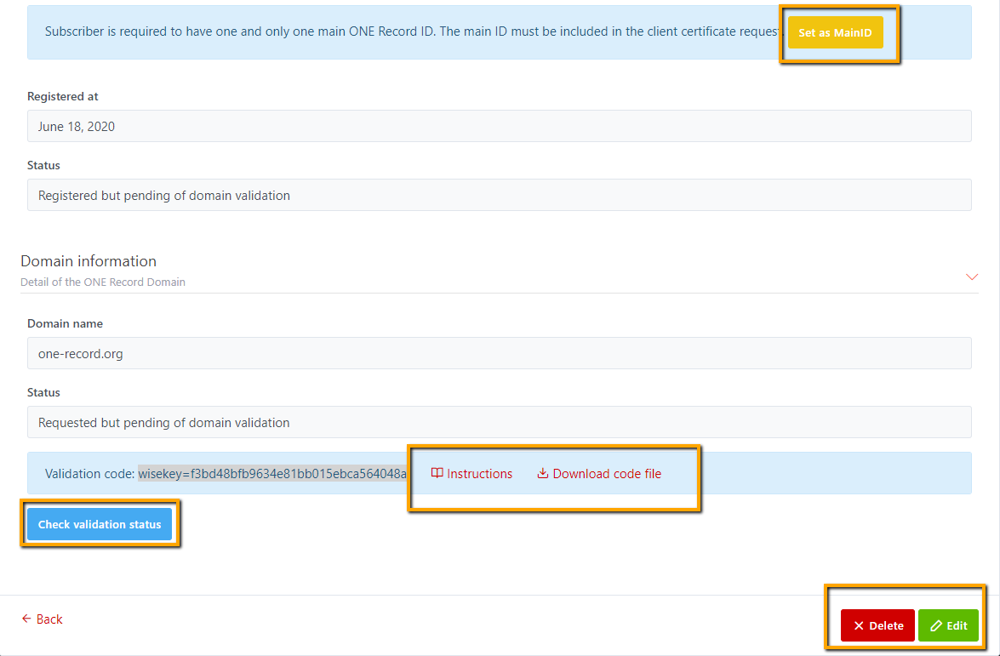 Subscriber is required to have one and only one main ONE Record ID. The main ID must be included in the client certificate request. Set as MainID
Registered at
June 18, 2020
Status
Registered but pending of domain validation
Domain information
Detail of the ONE Record Domain
Domain name
one-record.org
Status
Requested but pending of domain validation
Validation code: wisekey=f3bd48bfb9634e81bb015ebca564048a Instructions Download code file
Check validation status
Back
Delete Edit